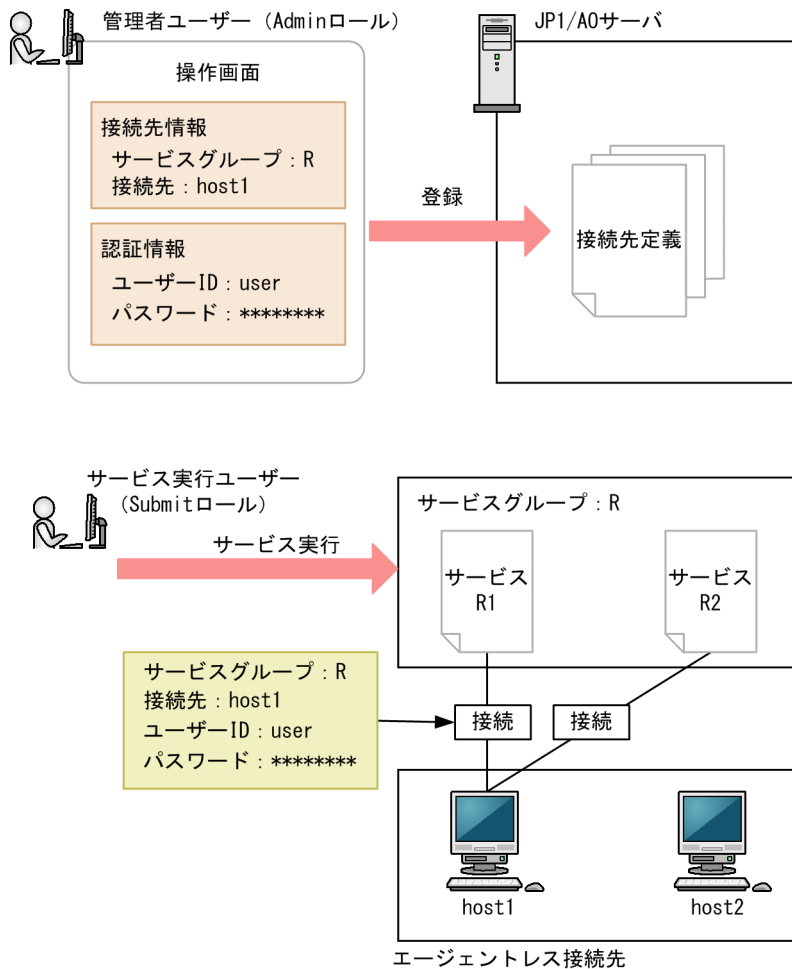 管理者ユーザー（Adminロール）
JP1/AOサーバ
操作画面
接続先情報
サービスグループ：R
接続先：host1
登録
接続先定義
認証情報
ユーザーID：user
パスワード：********
サービス実行ユーザー
（Submitロール）
サービス実行
サービスグループ：R
サービス
R1
サービス
R2
サービスグループ：R
接続先：host1
ユーザーID：user
パスワード：********
接続
接続
host1
host2
エージェントレス接続先